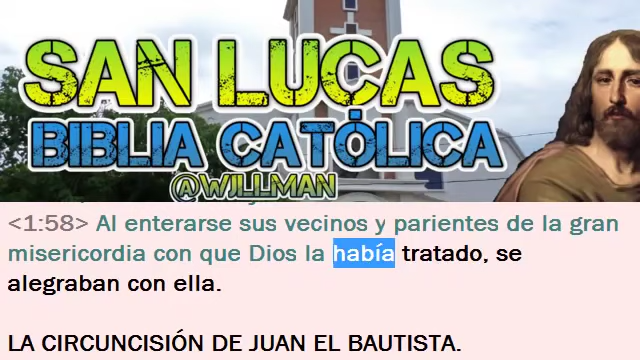 SAN LUCAS
BIBLIA CATÓLICA
@WJLLMAN
<1:58> Al enterarse sus vecinos y parientes de la gran
misericordia con que Dios la había tratado, se
alegraban con ella.
LA CIRCUNCISIÓN DE JUAN EL BAUTISTA.